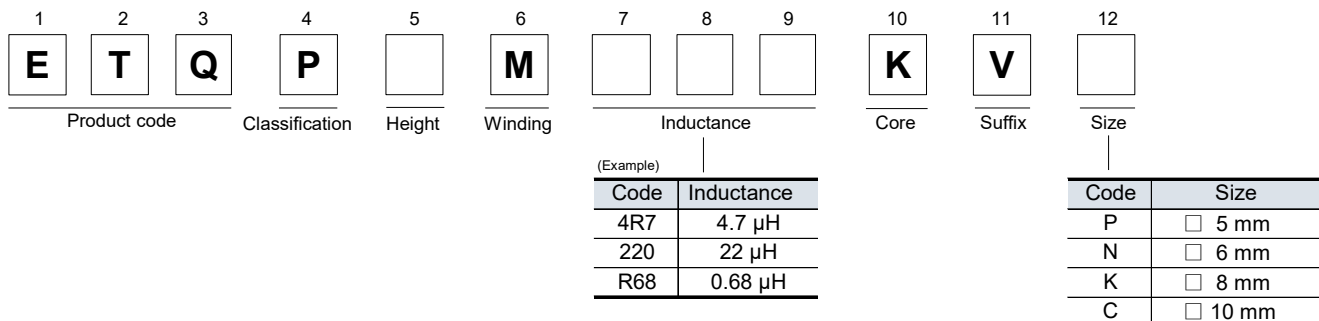 1 2 3 4 5 6 7 8 9 10 11 12
E T Q P M K V
Product code Classification Height Winding Inductance Core Suffix Size
(Example)
Code Inductance
4R7 4.7 µH
220 22 µH
R68 0.68 µH
Code Size
P □ 5 mm
N □ 6 mm
K □ 8 mm
C □ 10 mm